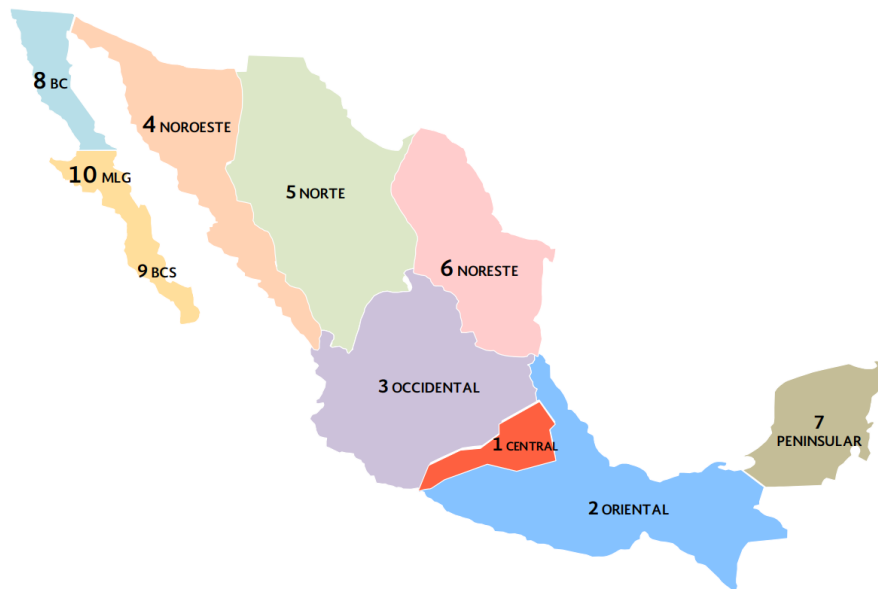 8 BC
4 NOROESTE
10 MLG
5 NORTE
9 BCS
6 NORESTE
3 OCCIDENTAL
7
PENINSULAR
1 CENTRAL
2 ORIENTAL